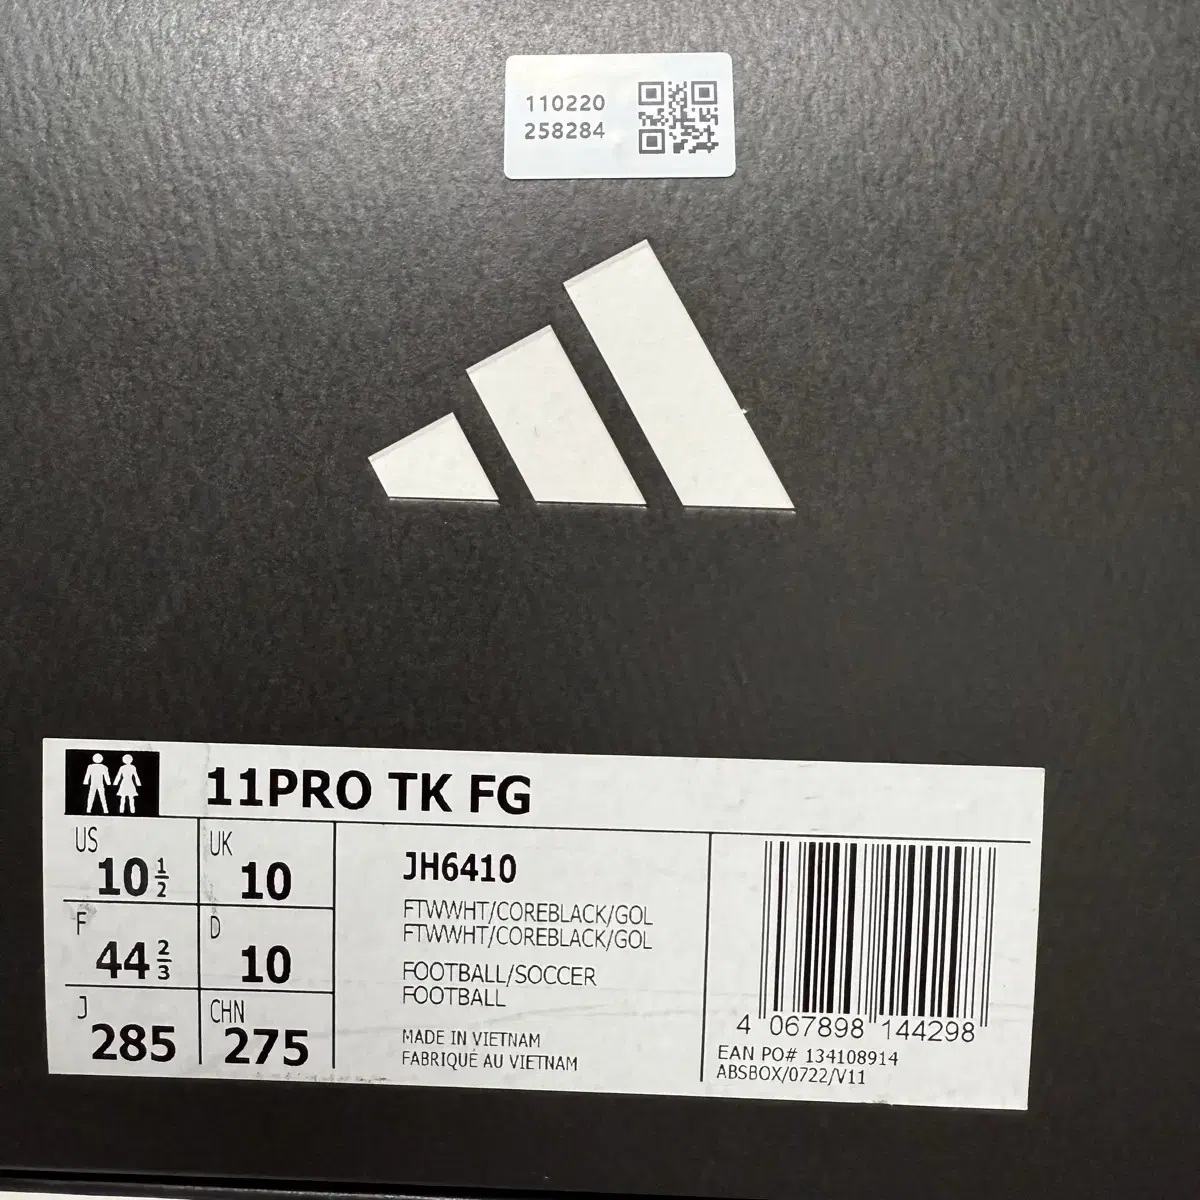 110220
258284
11PRO TK FG
US
10 1/2
UK
10
F
44 2/3
D
10
J
285
CHN
275
JH6410
FTWWHT/COREBLACK/GOL
FTWWHT/COREBLACK/GOL
FOOTBALL/SOCCER
FOOTBALL
MADE IN VIETNAM
FABRIQUÉ AU VIETNAM
4 067898 144298
EAN PO# 134108914
ABSBOX/0722/V11